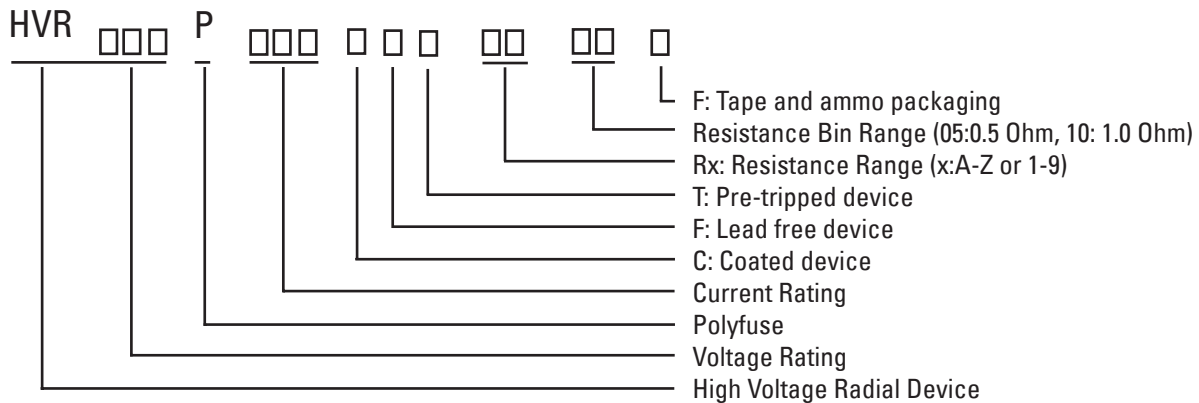 HVR □□□ P □□□ □ □ □ □□ □□ □
F: Tape and ammo packaging
Resistance Bin Range (05:0.5 Ohm, 10: 1.0 Ohm)
Rx: Resistance Range (x:A-Z or 1-9)
T: Pre-tripped device
F: Lead free device
C: Coated device
Current Rating
Polyfuse
Voltage Rating
High Voltage Radial Device